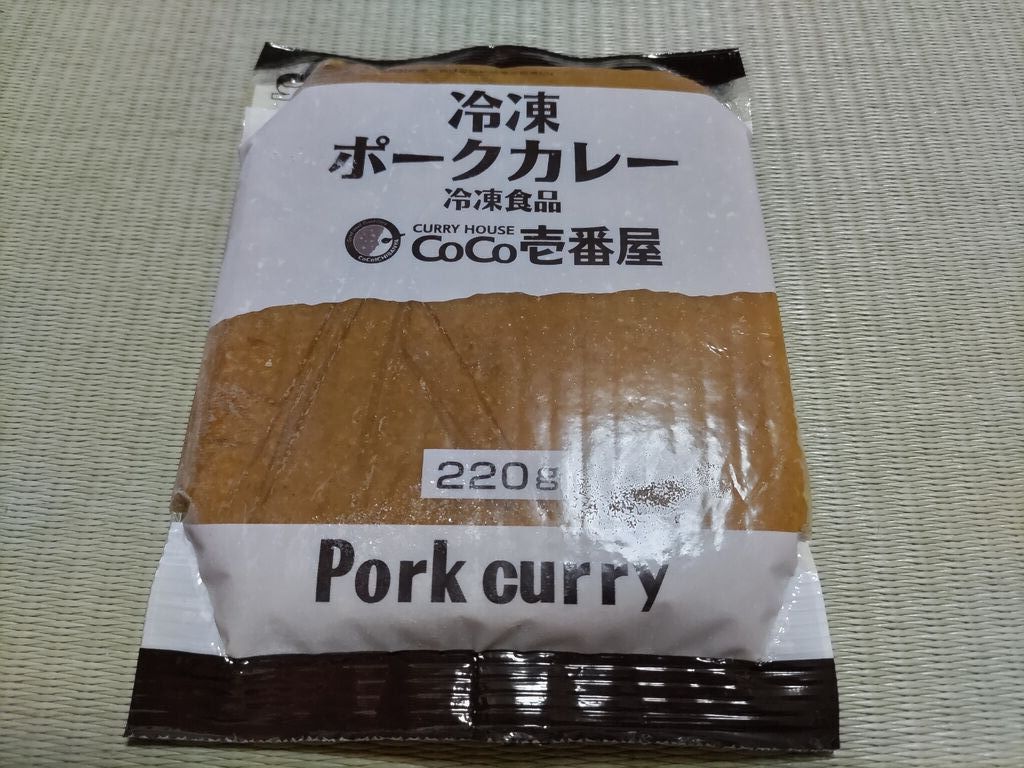 冷凍
ポークカレー
冷凍食品
CURRY HOUSE
CoCo壱番屋
220g
Pork curry